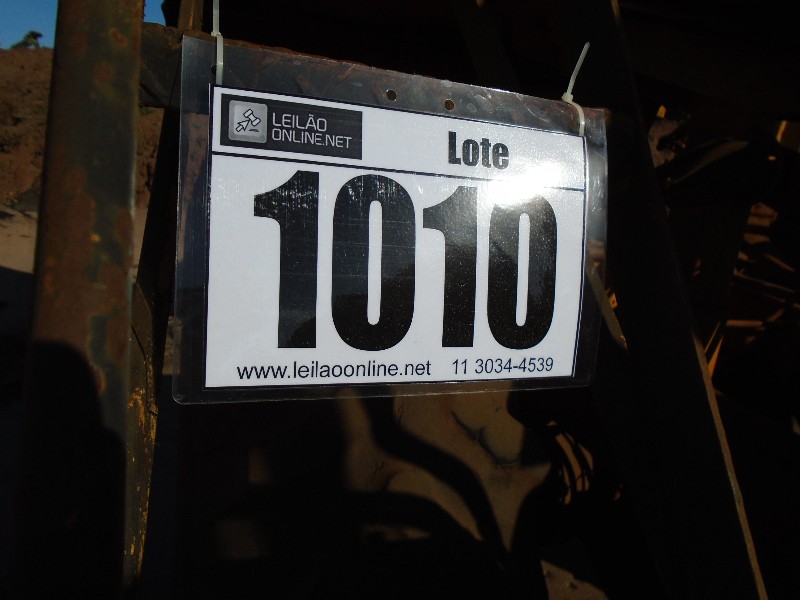 LEILÃO
ONLINE.NET
Lote
1010
www.leilaoonline.net 11 3034-4539